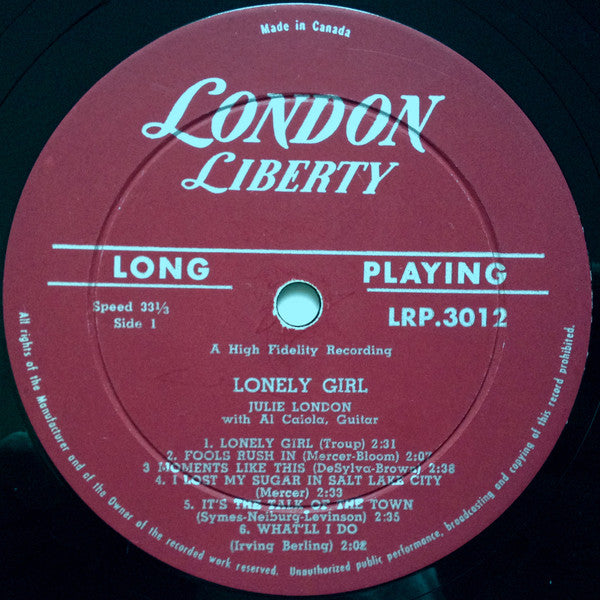 Made in Canada
LONDON
LIBERTY
LONG PLAYING
Speed 33⅓
Side 1
LRP.3012
A High Fidelity Recording
LONELY GIRL
JULIE LONDON
with Al Caiola, Guitar
1. LONELY GIRL (Troup) 2:31
2. FOOLS RUSH IN (Mercer-Bloom) 2:07
3 MOMENTS LIKE THIS (DeSylva-Brown) 2:38
4. I LOST MY SUGAR IN SALT LAKE CITY
(Mercer) 2:33
5. IT'S THE TALK OF THE TOWN
(Symes-Neiburg-Levinson) 2:35
6. WHAT'LL I DO
(Irving Berling) 2:02
All rights of the Manufacturer and of the Owner of the recorded work reserved. Unauthorized public performance, broadcasting and copying of this record prohibited.